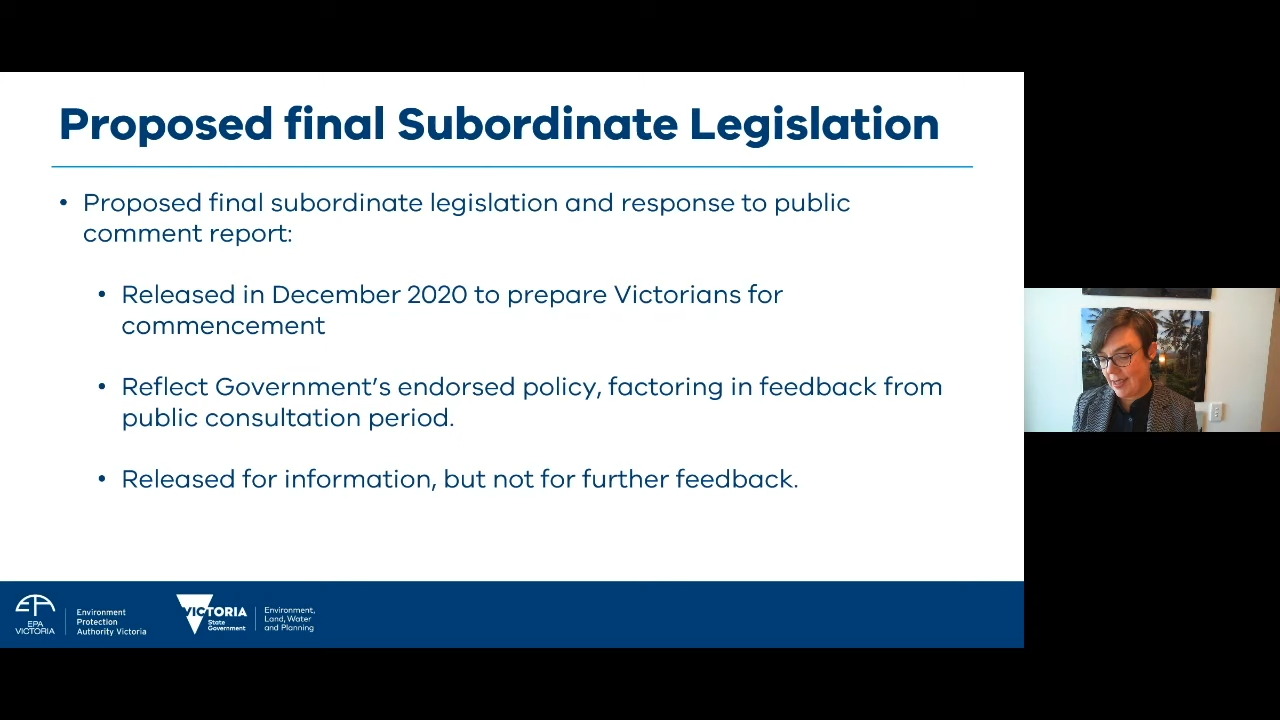 Proposed final Subordinate Legislation
• Proposed final subordinate legislation and response to public
comment report:
• Released in December 2020 to prepare Victorians for
commencement
• Reflect Government’s endorsed policy, factoring in feedback from
public consultation period.
• Released for information, but not for further feedback.
EPA
VICTORIA
Environment
Protection
Authority Victoria
VICTORIA
State
Government
Environment,
Land, Water
and Planning